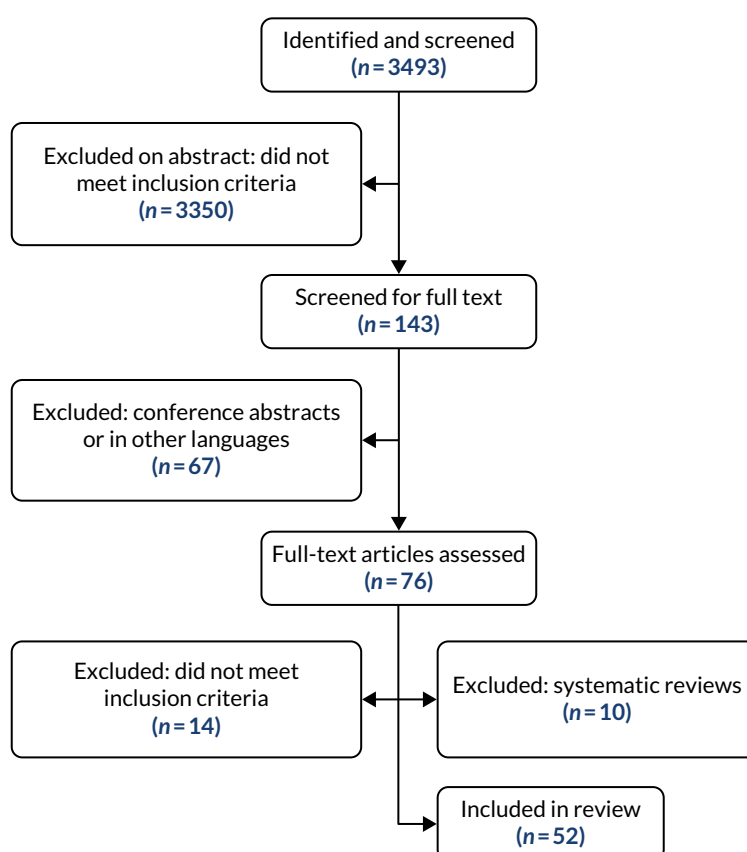 Identified and screened
(n = 3493)
Excluded on abstract: did not
meet inclusion criteria
(n = 3350)
Screened for full text
(n = 143)
Excluded: conference abstracts
or in other languages
(n = 67)
Full-text articles assessed
(n = 76)
Excluded: did not meet
inclusion criteria
(n = 14)
Excluded: systematic reviews
(n = 10)
Included in review
(n = 52)